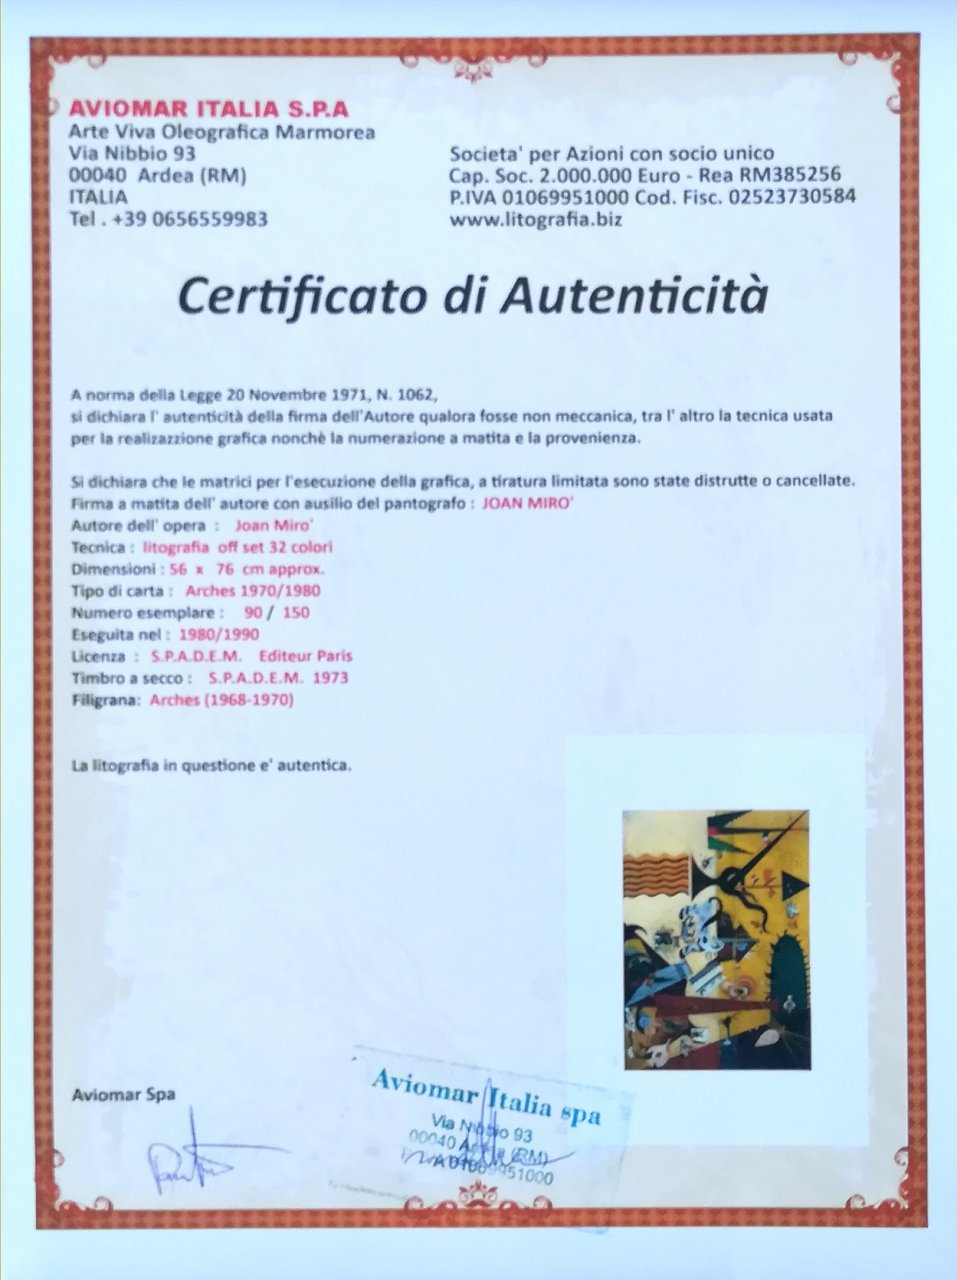 AVIOMAR ITALIA S.P.A
Arte Viva Oleografica Marmorea
Via Nibbio 93
00040 Ardea (RM)
ITALIA
Tel . +39 0656559983
Societa' per Azioni con socio unico
Cap. Soc. 2.000.000 Euro - Rea RM385256
P.IVA 01069951000 Cod. Fisc. 02523730584
www.litografia.biz
Certificato di Autenticità
A norma della Legge 20 Novembre 1971, N. 1062,
si dichiara l' autenticità della firma dell'Autore qualora fosse non meccanica, tra l' altro la tecnica usata
per la realizazzione grafica nonchè la numerazione a matita e la provenienza.
Si dichiara che le matrici per l'esecuzione della grafica, a tiratura limitata sono state distrutte o cancellate.
Firma a matita dell' autore con ausilio del pantografo : JOAN MIRO'
Autore dell' opera : Joan Miro'
Tecnica : litografia off set 32 colori
Dimensioni : 56 x 76 cm approx.
Tipo di carta : Arches 1970/1980
Numero esemplare : 90 / 150
Eseguita nel : 1980/1990
Licenza : S.P.A.D.E.M. Editeur Paris
Timbro a secco : S.P.A.D.E.M. 1973
Filigrana: Arches (1968-1970)
La litografia in questione e' autentica.
Aviomar Spa
Aviomar Italia spa
Via Nibbio 93
00040 Ardea (RM)
01069951000